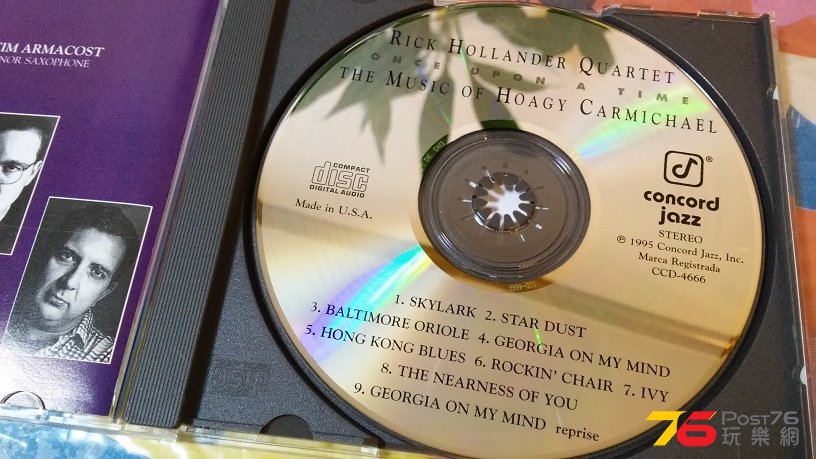 TIM ARMACOST
NOR SAXOPHONE
RICK HOLLANDER QUARTET
ONCE UPON A TIME
THE MUSIC OF HOAGY CARMICHAEL
COMPACT
disc
DIGITAL AUDIO
Made in U.S.A.
®
concord
jazz
STEREO
℗ 1995 Concord Jazz, Inc.
Marca Registrada
CCD-4666
CCD-4666
1. SKYLARK 2. STAR DUST
3. BALTIMORE ORIOLE 4. GEORGIA ON MY MIND
5. HONG KONG BLUES 6. ROCKIN' CHAIR 7. IVY
8. THE NEARNESS OF YOU
9. GEORGIA ON MY MIND reprise
76 POST76
玩樂網